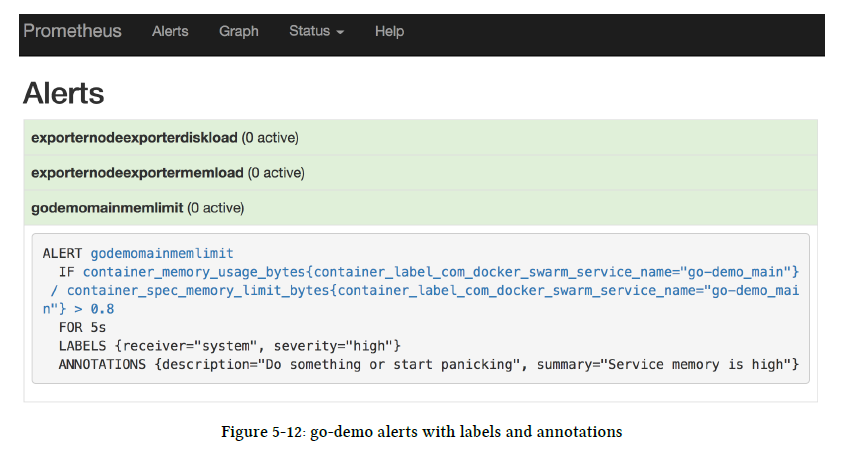 Prometheus Alerts Graph Status Help
Alerts
exporternodeexporterdiskload (0 active)
exporternodeexportermemload (0 active)
godemomainmemlimit (0 active)
ALERT godemomainmemlimit
IF container_memory_usage_bytes{container_label_com_docker_swarm_service_name="go-demo_main"}
/ container_spec_memory_limit_bytes{container_label_com_docker_swarm_service_name="go-demo_mai
n"} > 0.8
FOR 5s
LABELS {receiver="system", severity="high"}
ANNOTATIONS {description="Do something or start panicking", summary="Service memory is high"}
Figure 5-12: go-demo alerts with labels and annotations